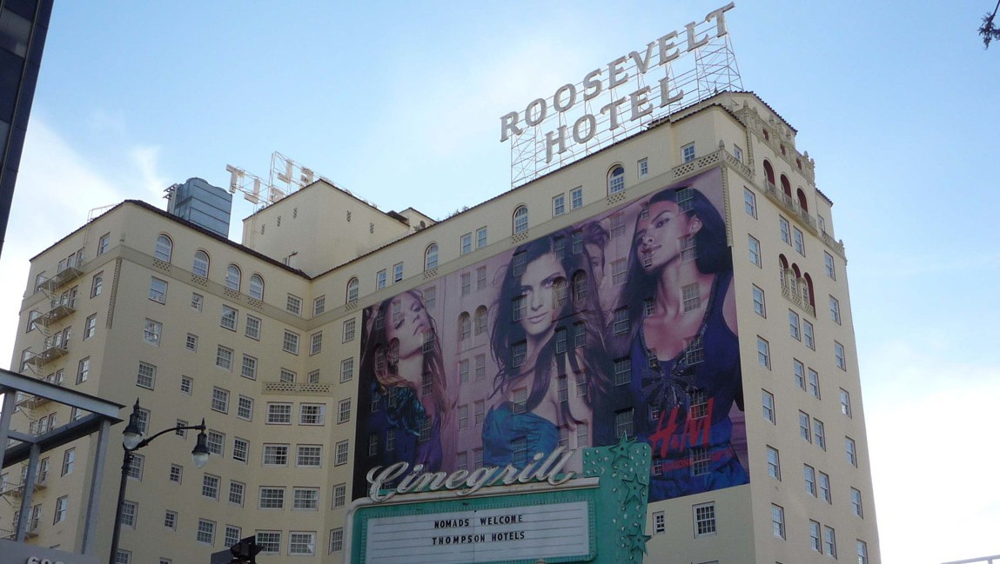 ROOSEVELT
HOTEL
H&M
Cinegrill
NOMADS WELCOME
THOMPSON HOTELS